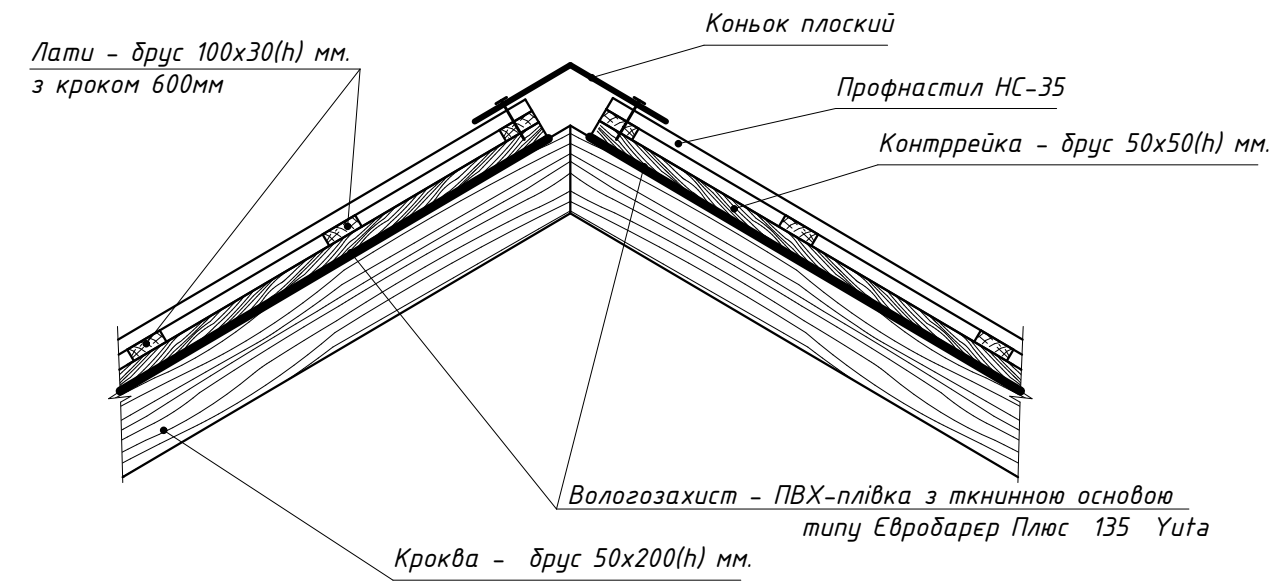 Коньок плоский
Лати - брус 100х30(h) мм.
з кроком 600мм
Профнастил НС-35
Контррейка - брус 50х50(h) мм.
Вологозахист - ПВХ-плівка з ткнинною основою
типу Евробарєр Плюс 135 Yuta
Кроква - брус 50х200(h) мм.